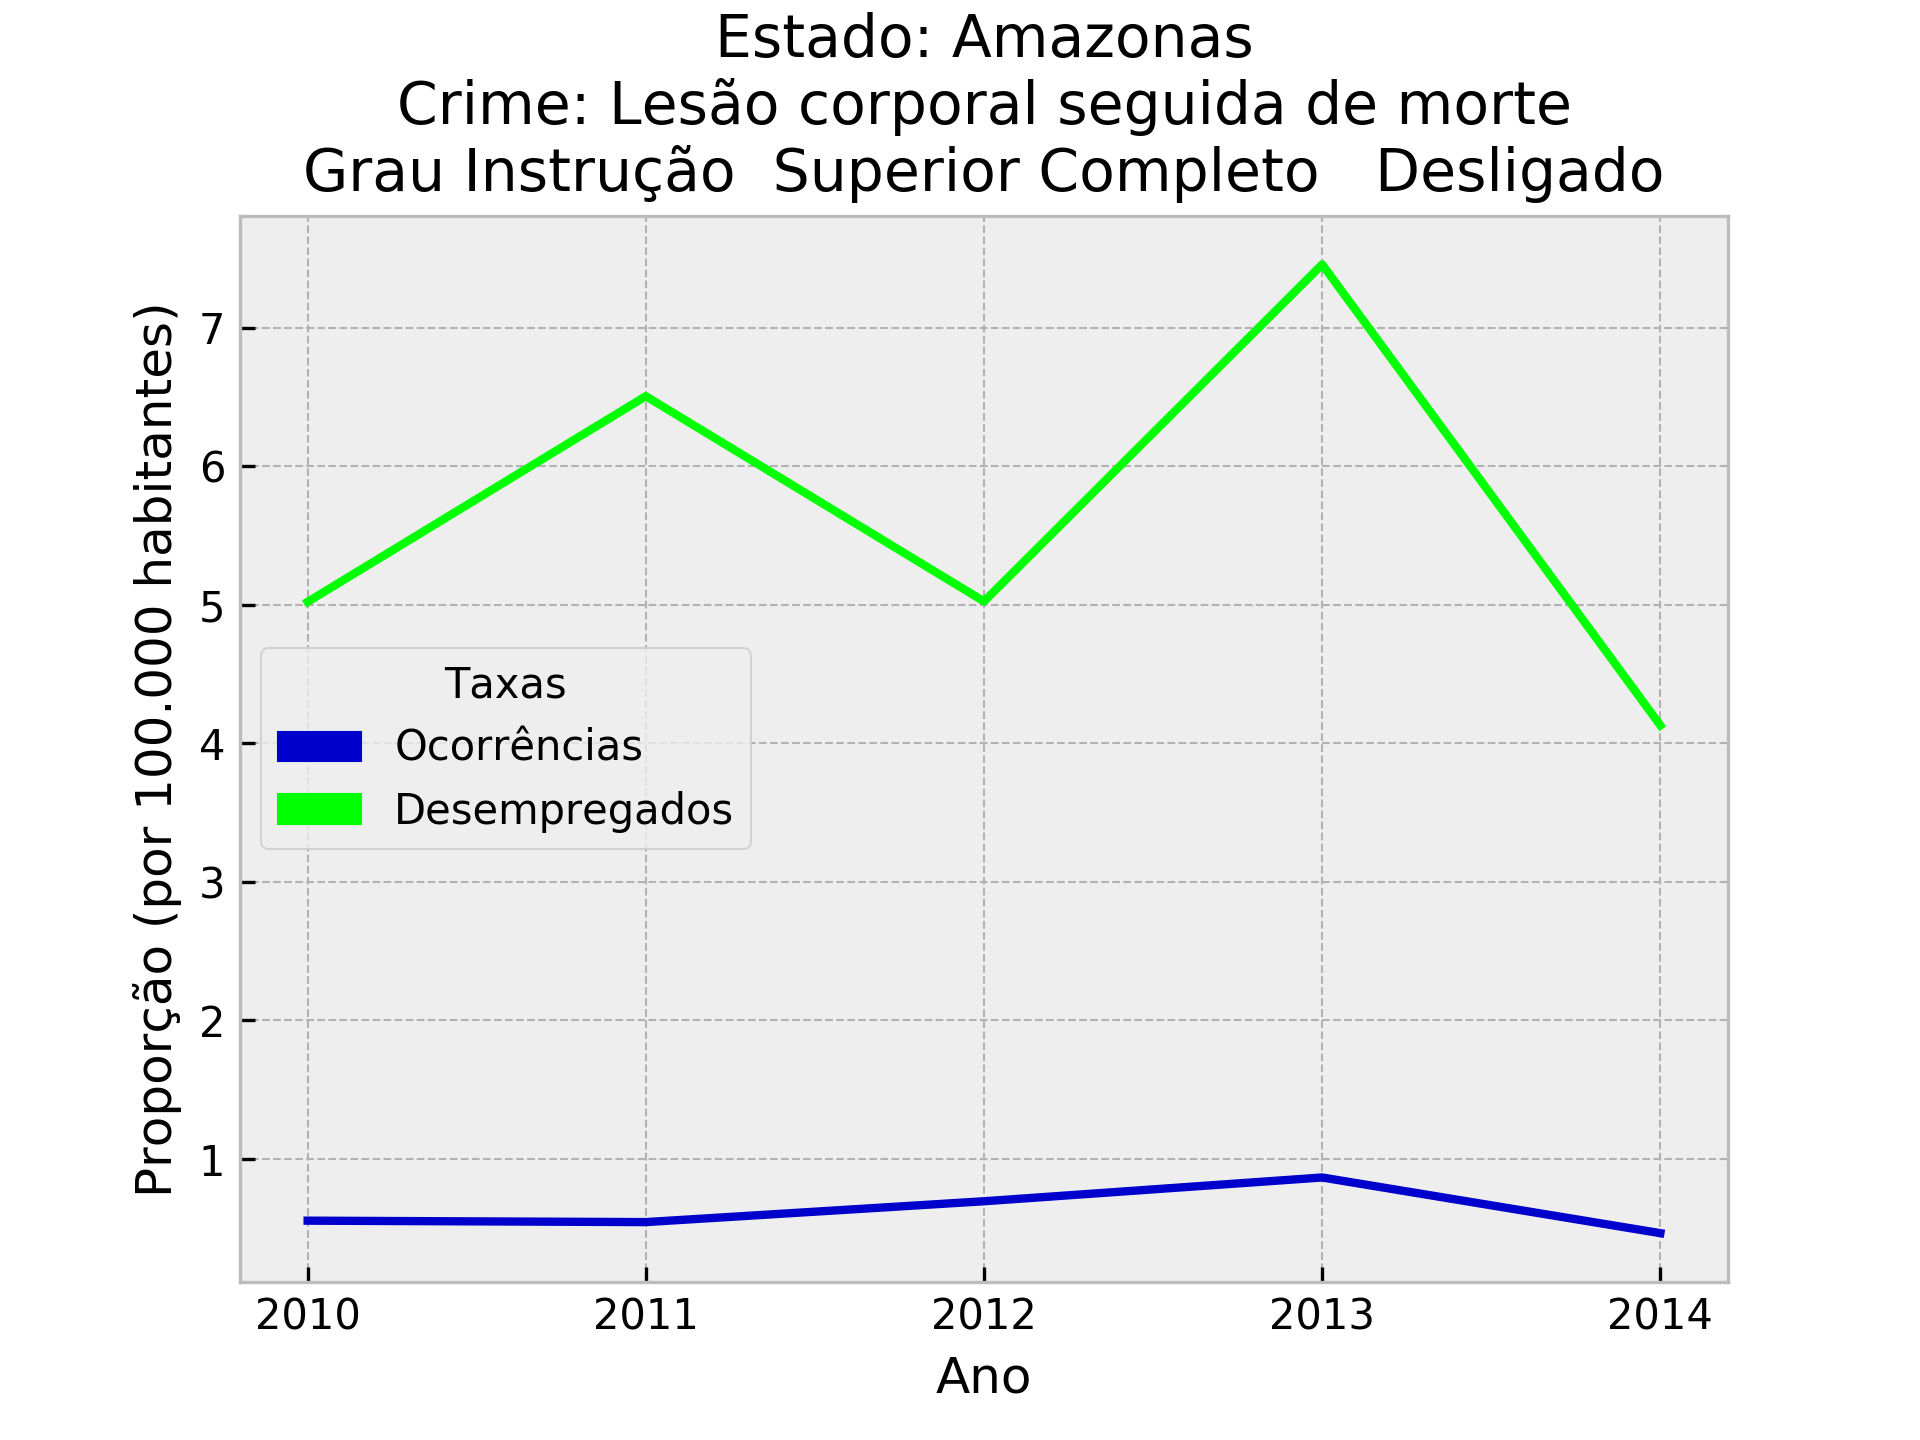 Estado: Amazonas
Crime: Lesão corporal seguida de morte
Grau Instrução  Superior Completo   Desligado
Proporção (por 100.000 habitantes)
7
6
5
4
3
2
1
Taxas
Ocorrências
Desempregados
2010 2011 2012 2013 2014
Ano